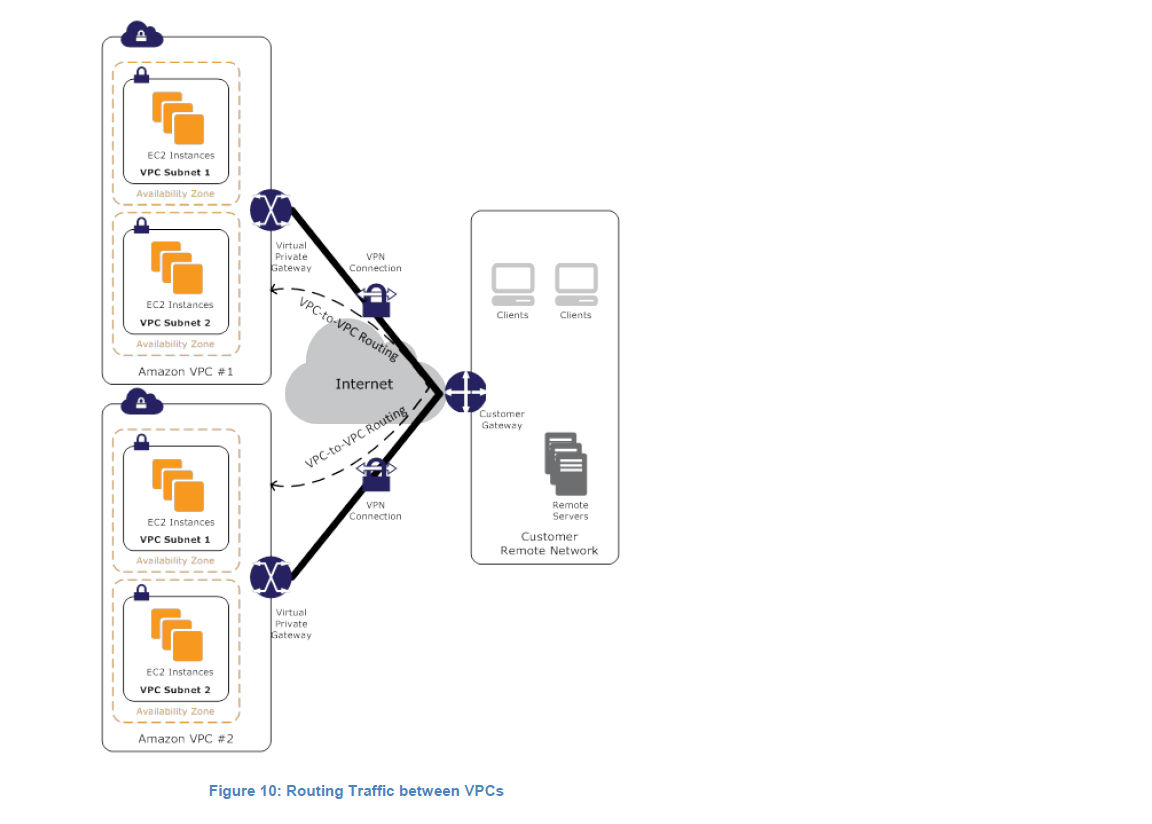 EC2 Instances
VPC Subnet 1
Availability Zone
EC2 Instances
VPC Subnet 2
Availability Zone
Amazon VPC #1
Virtual
Private
Gateway
VPN
Connection
VPC-to-VPC Routing
Internet
VPC-to-VPC Routing
VPN
Connection
Customer
Gateway
Clients
Clients
Remote
Servers
Customer
Remote Network
EC2 Instances
VPC Subnet 1
Availability Zone
Virtual
Private
Gateway
EC2 Instances
VPC Subnet 2
Availability Zone
Amazon VPC #2
Figure 10: Routing Traffic between VPCs